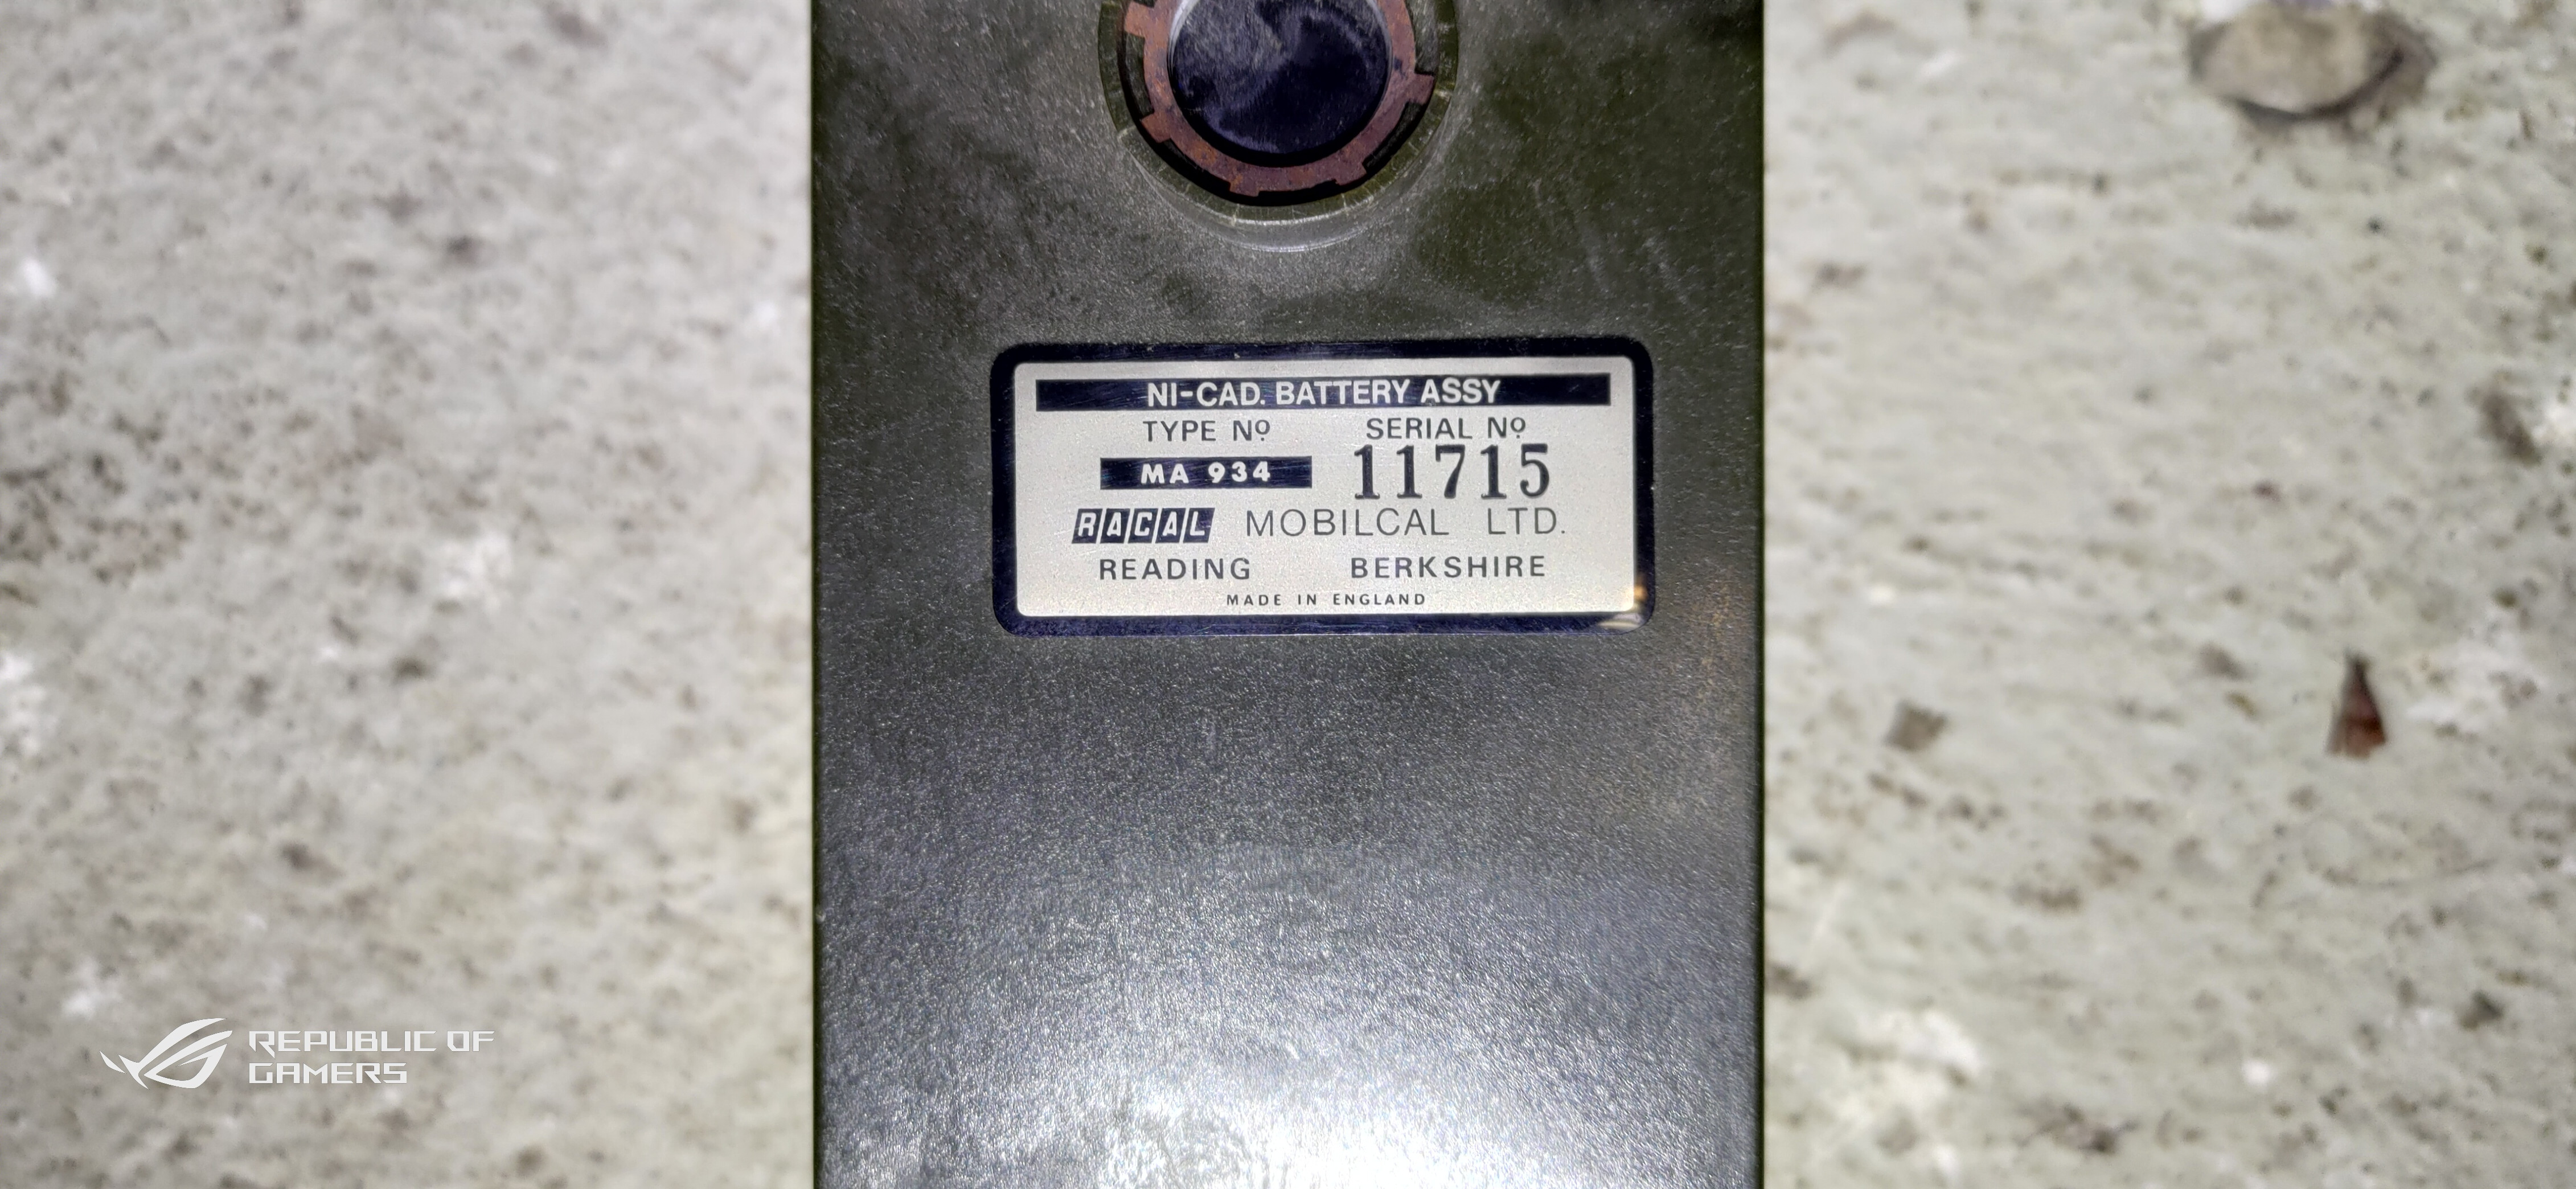 NI-CAD. BATTERY ASSY
TYPE Nº SERIAL Nº
MA 934 11715
RACAL MOBILCAL LTD.
READING BERKSHIRE
MADE IN ENGLAND
REPUBLIC OF
GAMERS